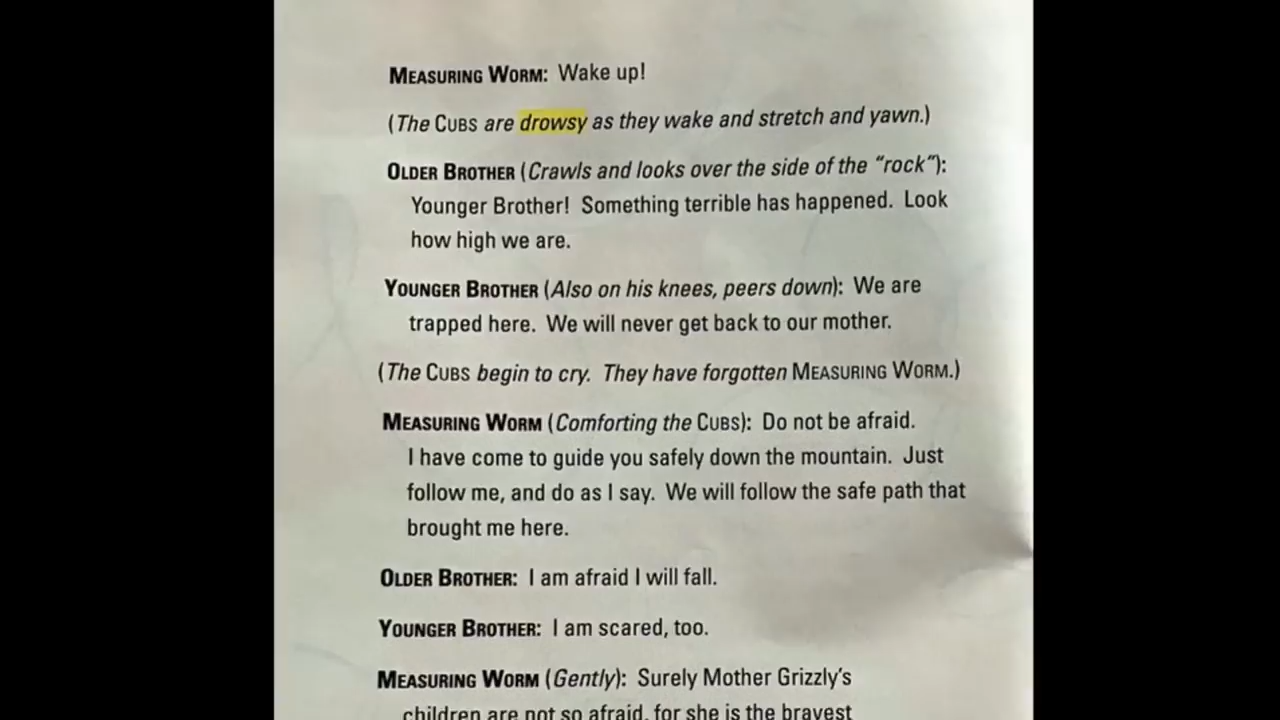 MEASURING WORM: Wake up!
(The CUBS are drowsy as they wake and stretch and yawn.)
OLDER BROTHER (Crawls and looks over the side of the “rock”):
Younger Brother! Something terrible has happened. Look
how high we are.
YOUNGER BROTHER (Also on his knees, peers down): We are
trapped here. We will never get back to our mother.
(The CUBS begin to cry. They have forgotten MEASURING WORM.)
MEASURING WORM (Comforting the CUBS): Do not be afraid.
I have come to guide you safely down the mountain. Just
follow me, and do as I say. We will follow the safe path that
brought me here.
OLDER BROTHER: I am afraid I will fall.
YOUNGER BROTHER: I am scared, too.
MEASURING WORM (Gently): Surely Mother Grizzly’s
children are not so afraid, for she is the bravest